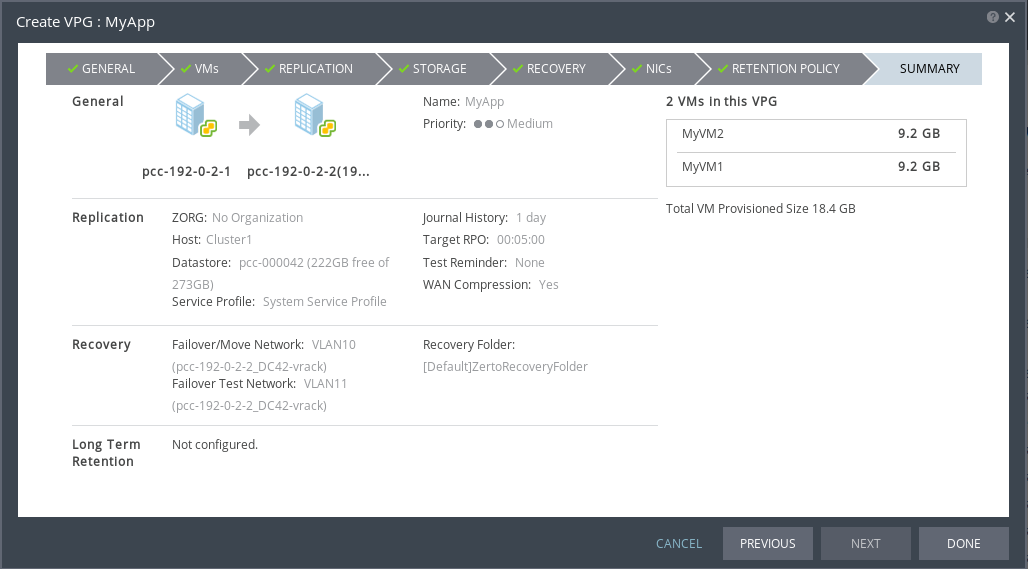 Create VPG : MyApp
?
GENERAL VMs REPLICATION STORAGE RECOVERY NICs RETENTION POLICY SUMMARY
General
pcc-192-0-2-1 pcc-192-0-2-2(19...
Name: MyApp
Priority: Medium
Replication
ZORG: No Organization
Host: Cluster1
Datastore: pcc-000042 (222GB free of
273GB)
Service Profile: System Service Profile
Journal History: 1 day
Target RPO: 00:05:00
Test Reminder: None
WAN Compression: Yes
Recovery
Failover/Move Network: VLAN10
(pcc-192-0-2-2_DC42-vrack)
Failover Test Network: VLAN11
(pcc-192-0-2-2_DC42-vrack)
Recovery Folder:
[Default]ZertoRecoveryFolder
Long Term
Retention
Not configured.
2 VMs in this VPG
MyVM2 9.2 GB
MyVM1 9.2 GB
Total VM Provisioned Size 18.4 GB
CANCEL PREVIOUS NEXT DONE